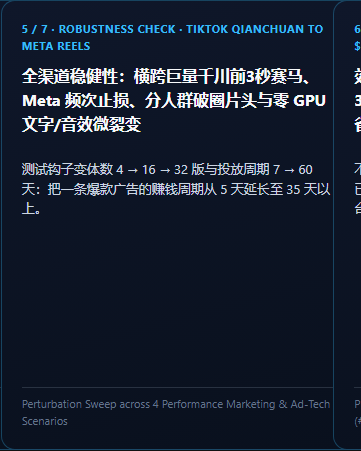 5 / 7 · ROBUSTNESS CHECK · TIKTOK QIANCHUAN TO
META REELS
全渠道稳健性：横跨巨量千川前3秒赛马、
Meta 频次止损、分人群破圈片头与零 GPU
文字/音效微裂变
测试钩子变体数 4 → 16 → 32 版与投放周期 7 → 60
天：把一条爆款广告的赚钱周期从 5 天延长至 35 天以
上。
Perturbation Sweep across 4 Performance Marketing & Ad-Tech
Scenarios